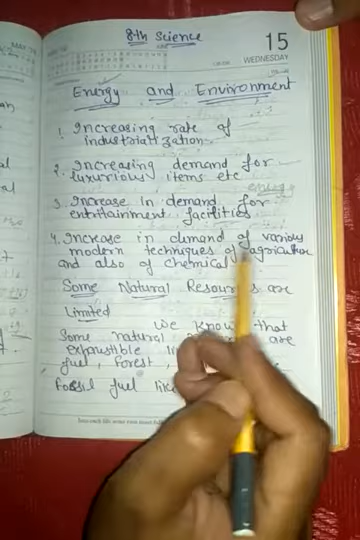 8th Science
15
WEDNESDAY
Energy and Environment
1. Increasing rate of
industrialization
2. Increasing demand for
luxurious items etc
3. Increase in demand for
entertainment facilities
4. Increase in demand of various
modern techniques of agriculture
and also of chemical
Some Natural Resources are
Limited
We know that
Some natural are
exhaustible
fuel, forest,
Fossil fuel